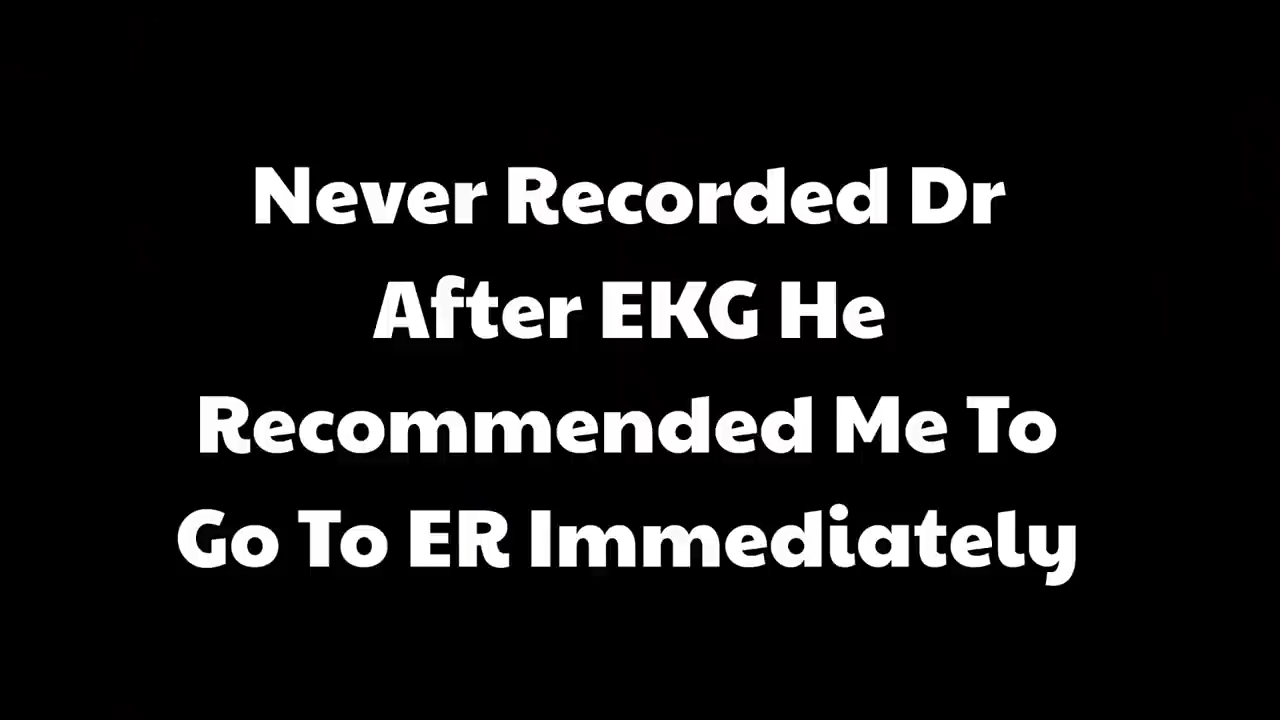 Never Recorded Dr
After EKG He
Recommended Me To
Go To ER Immediately